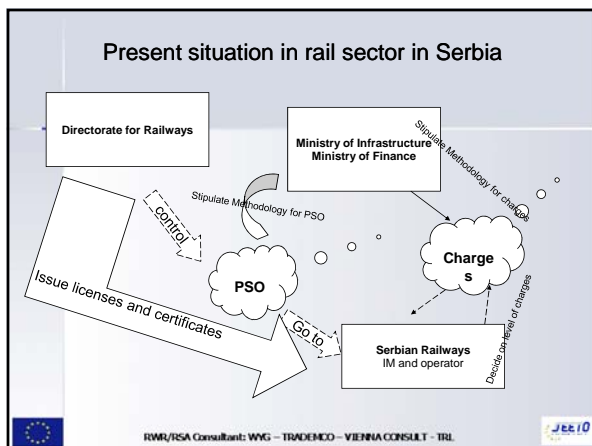 Present situation in rail sector in Serbia
Directorate for Railways
Ministry of Infrastructure
Ministry of Finance
Stipulate Methodology for charges
Stipulate Methodology for PSO
control
PSO
Charge
s
Issue licenses and certificates
Go to
Serbian Railways
IM and operator
Decide on level of charges
RWR/RSA Consultant: WYG – TRADEMCO – VIENNA CONSULT - TRL
SEETO